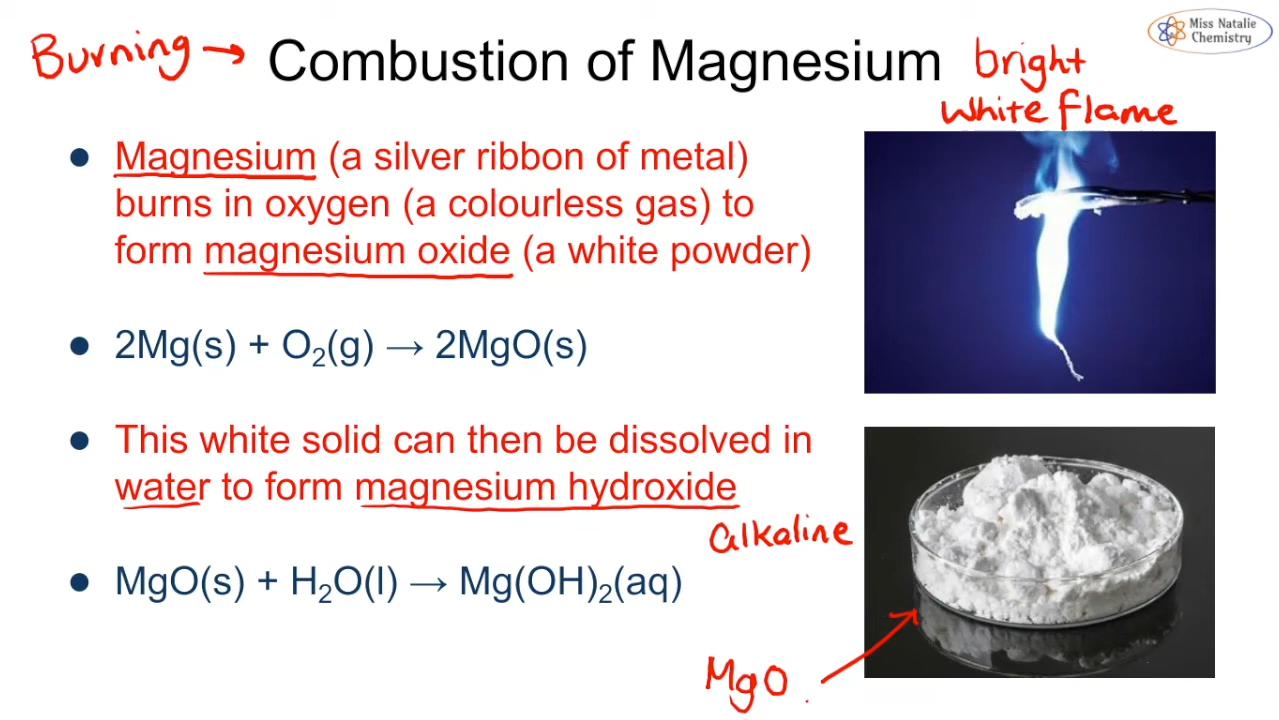 Burning → Combustion of Magnesium
Miss Natalie
Chemistry
bright
white flame
● Magnesium (a silver ribbon of metal)
burns in oxygen (a colourless gas) to
form magnesium oxide (a white powder)
● 2Mg(s) + O₂(g) → 2MgO(s)
● This white solid can then be dissolved in
water to form magnesium hydroxide
alkaline
● MgO(s) + H₂O(l) → Mg(OH)₂(aq)
MgO